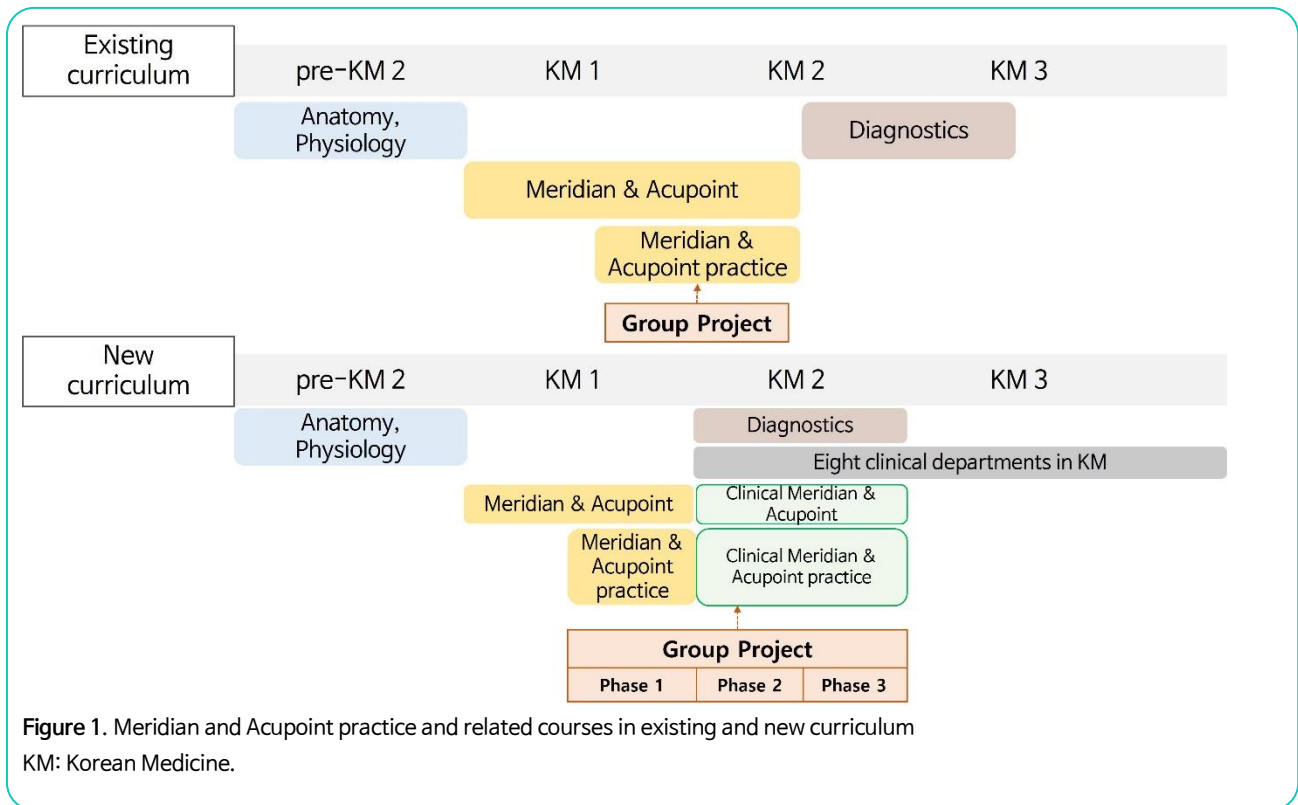 Existing
curriculum
pre-KM 2 KM 1 KM 2 KM 3
Anatomy,
Physiology
Diagnostics
Meridian & Acupoint
Meridian &
Acupoint practice
Group Project
New
curriculum
pre-KM 2 KM 1 KM 2 KM 3
Anatomy,
Physiology
Diagnostics
Eight clinical departments in KM
Meridian & Acupoint
Clinical Meridian &
Acupoint
Meridian &
Acupoint
practice
Clinical Meridian &
Acupoint practice
Group Project
Phase 1 Phase 2 Phase 3
Figure 1. Meridian and Acupoint practice and related courses in existing and new curriculum
KM: Korean Medicine.